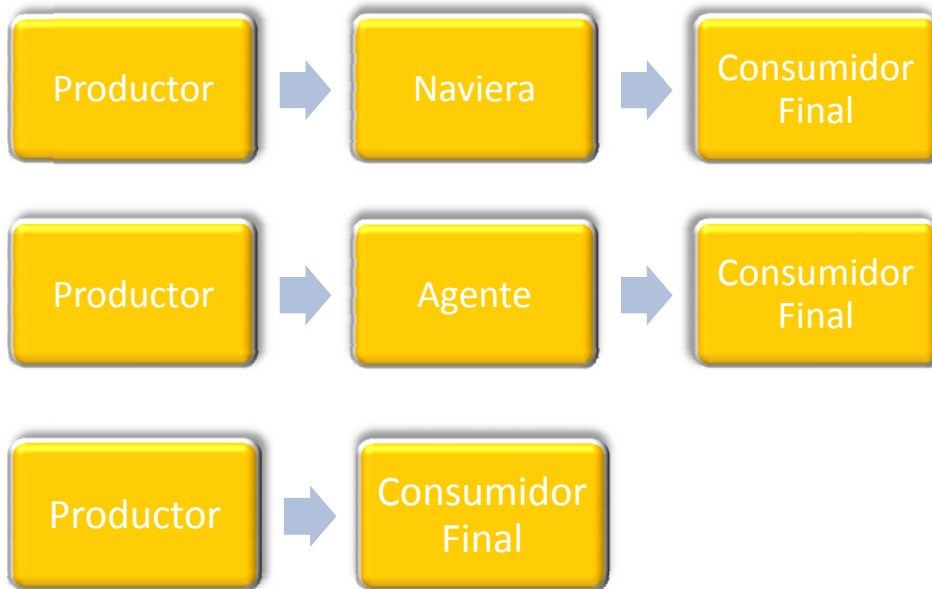 Productor
Naviera
Consumidor
Final
Productor
Agente
Consumidor
Final
Productor
Consumidor
Final